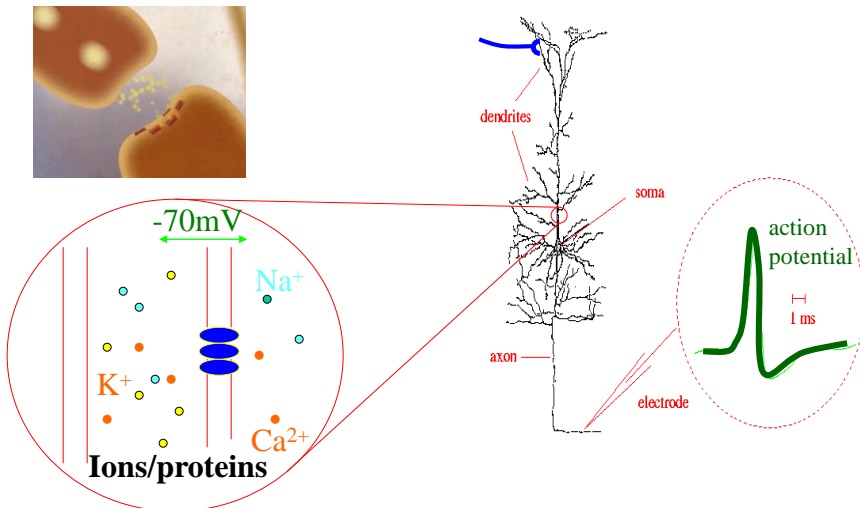 dendrites
soma
-70mV
action
potential
Na⁺
1 ms
axon
K⁺
electrode
Ca²⁺
Ions/proteins